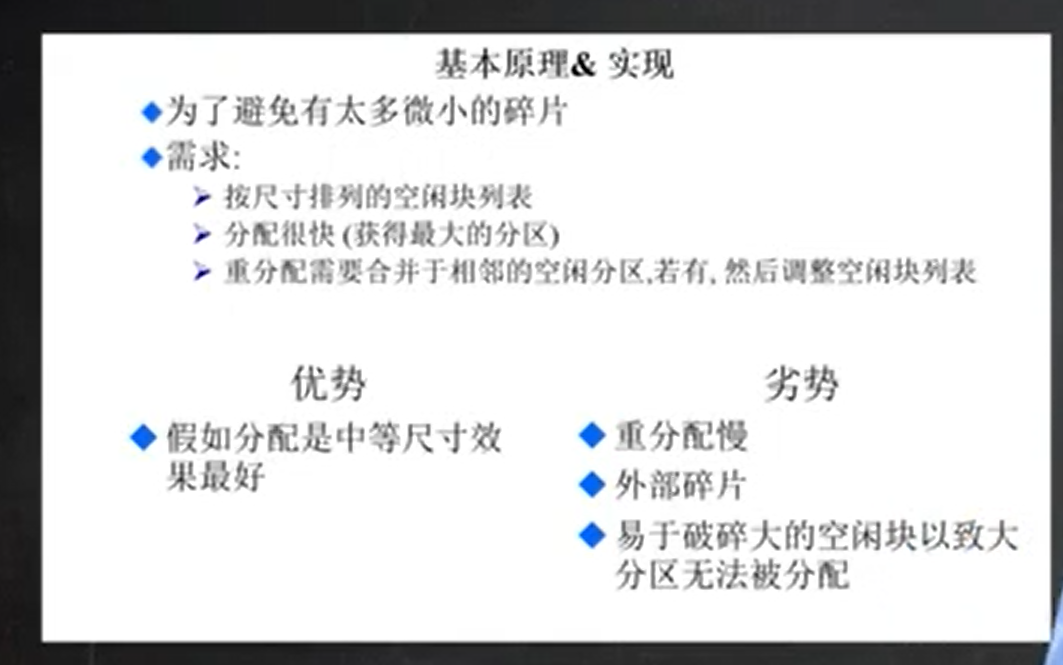 基本原理& 实现
为了避免有太多微小的碎片
需求:
按尺寸排列的空闲块列表
分配很快 (获得最大的分区)
重分配需要合并于相邻的空闲分区,若有, 然后调整空闲块列表
优势
假如分配是中等尺寸效
果最好
劣势
重分配慢
外部碎片
易于破碎大的空闲块以致大
分区无法被分配